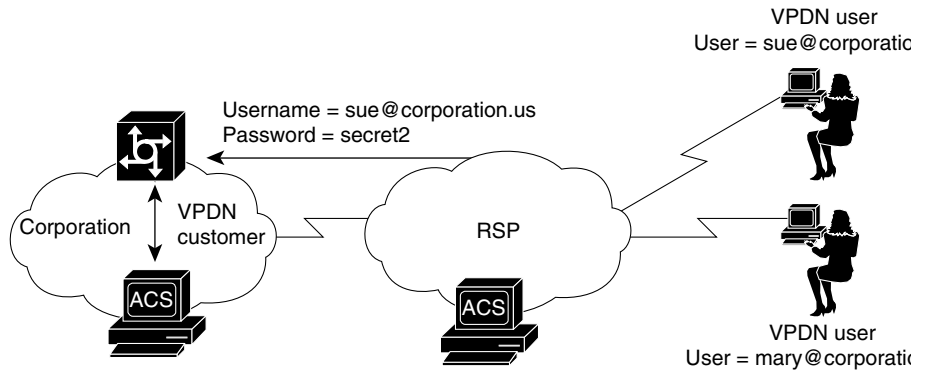 VPDN user
User = sue@corporatio
Username = sue@corporation.us
Password = secret2
Corporation
VPDN
customer
RSP
ACS
ACS
VPDN user
User = mary@corporatio